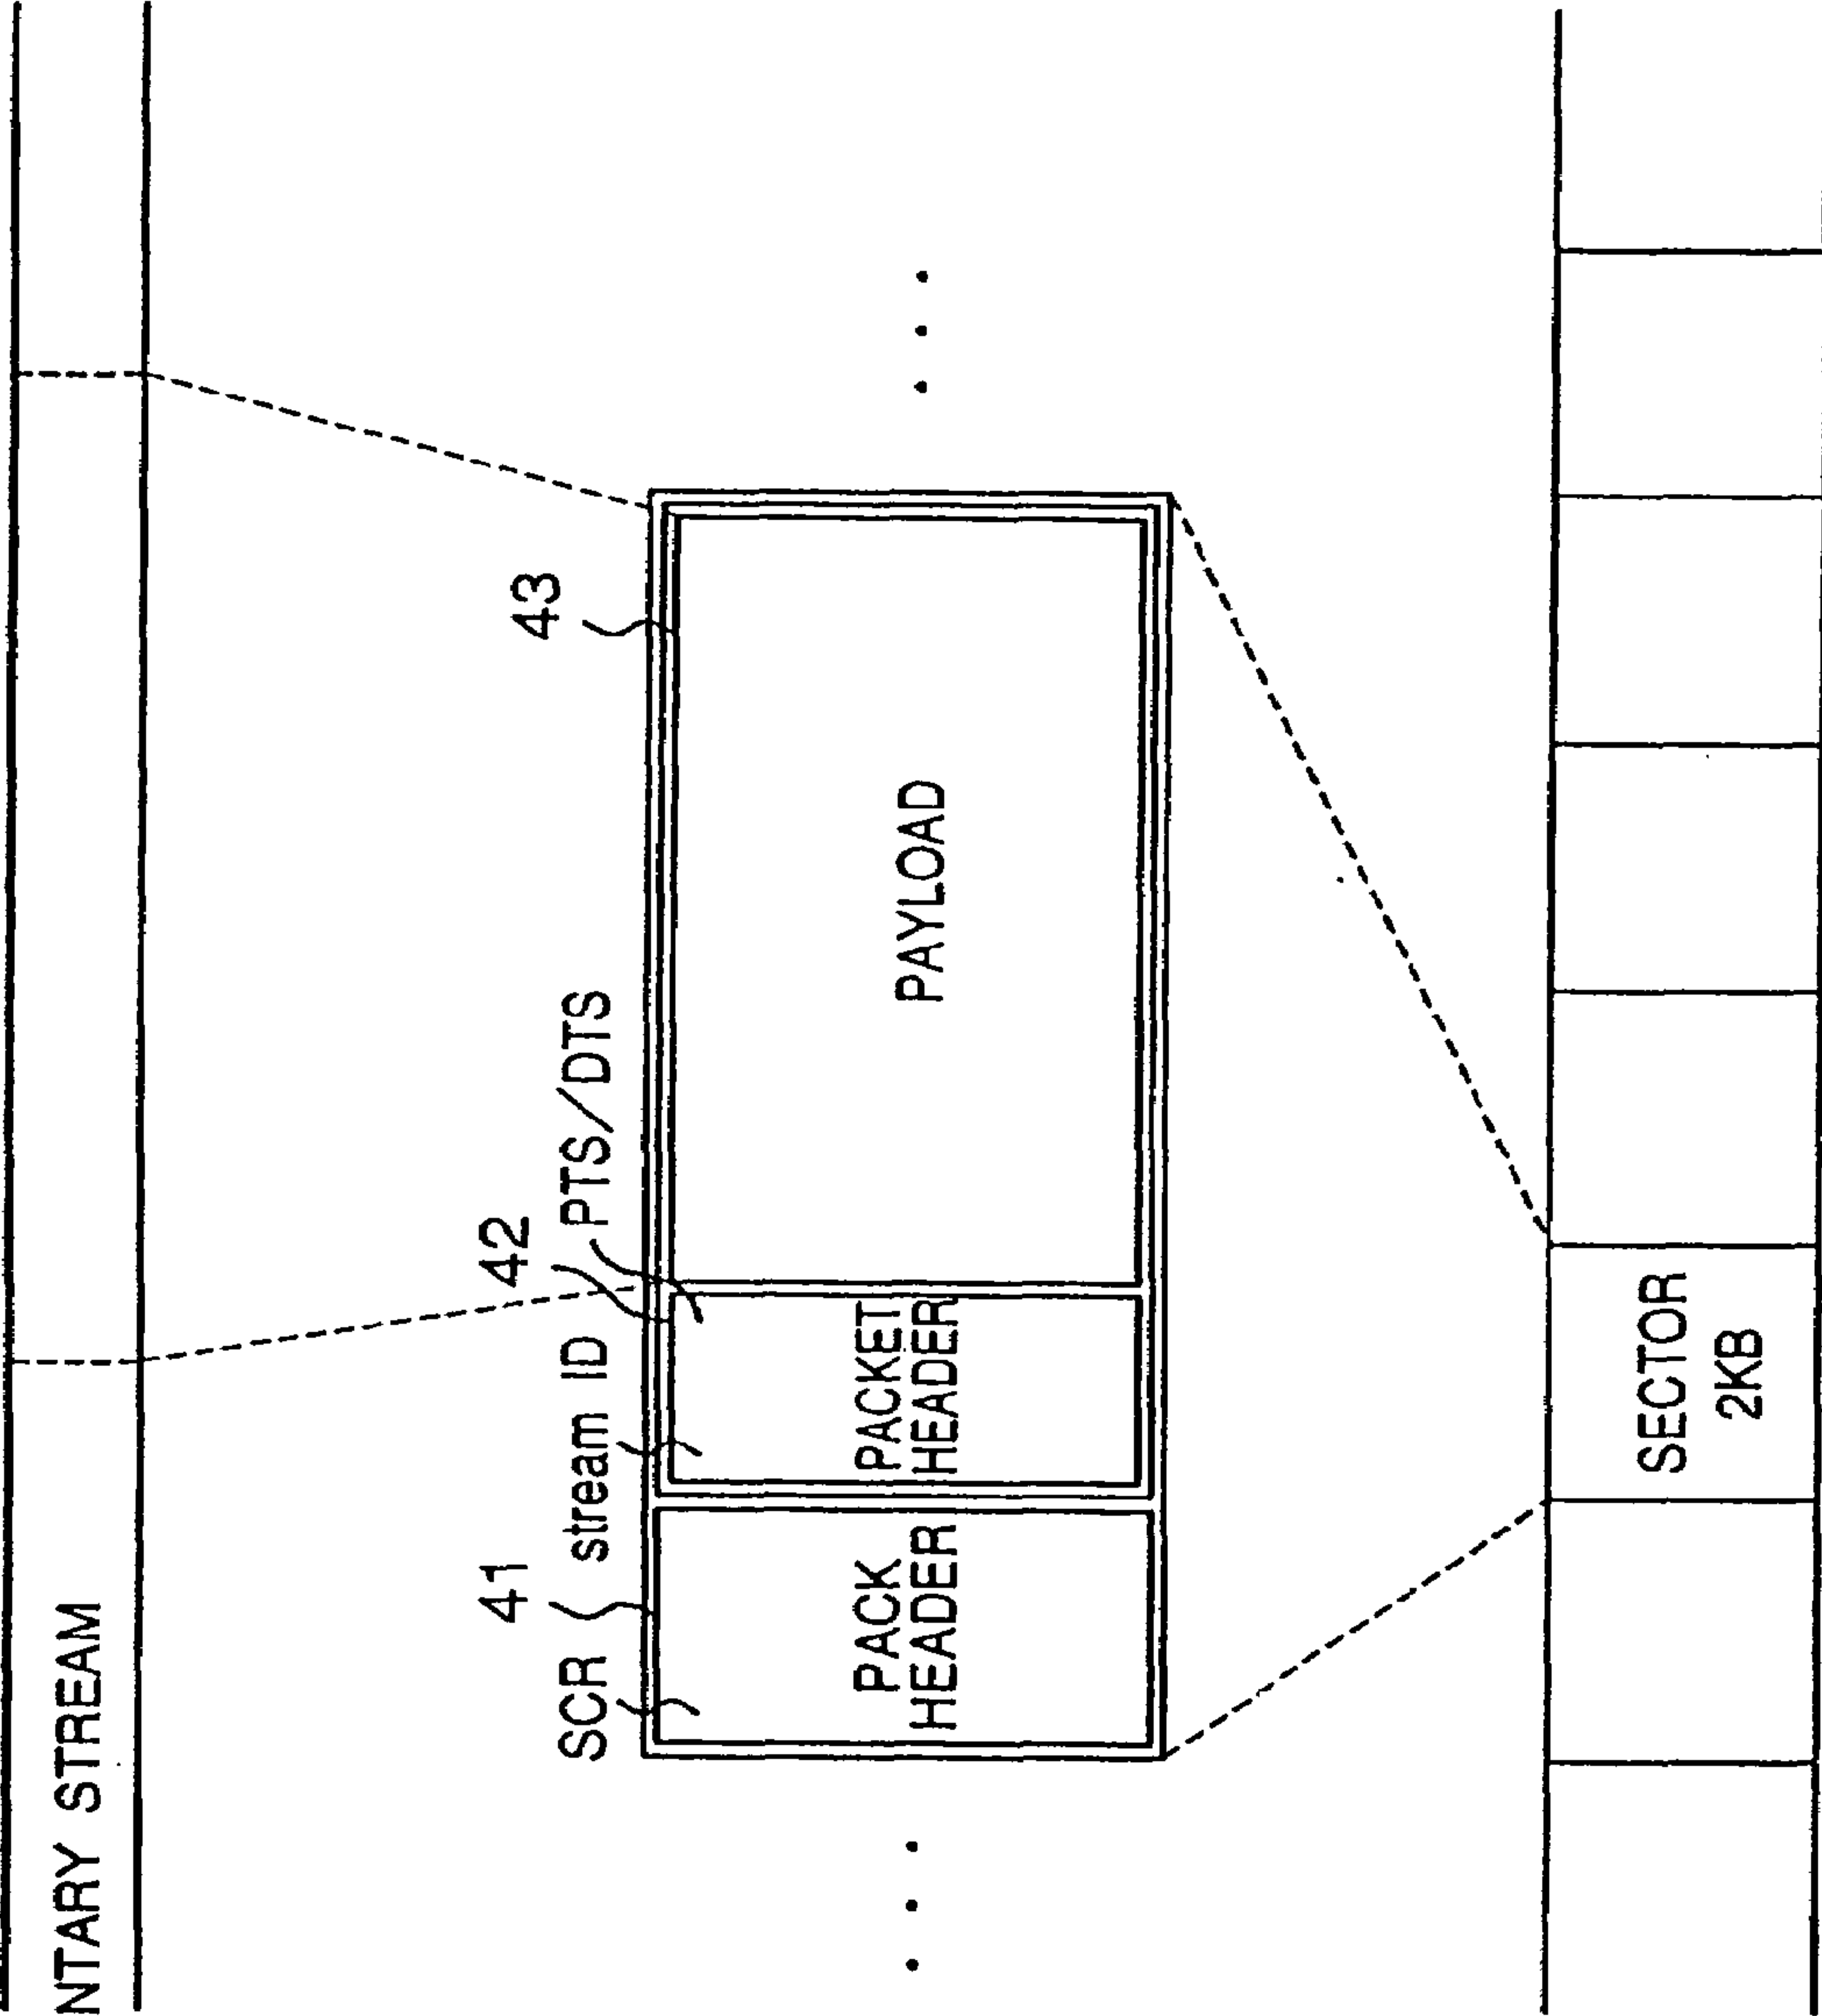 NTARY STREAM
41
42
43
SCR
stream ID
PTS/DTS
PACK
HEADER
PACKET
HEADER
PAYLOAD
SECTOR
2KB